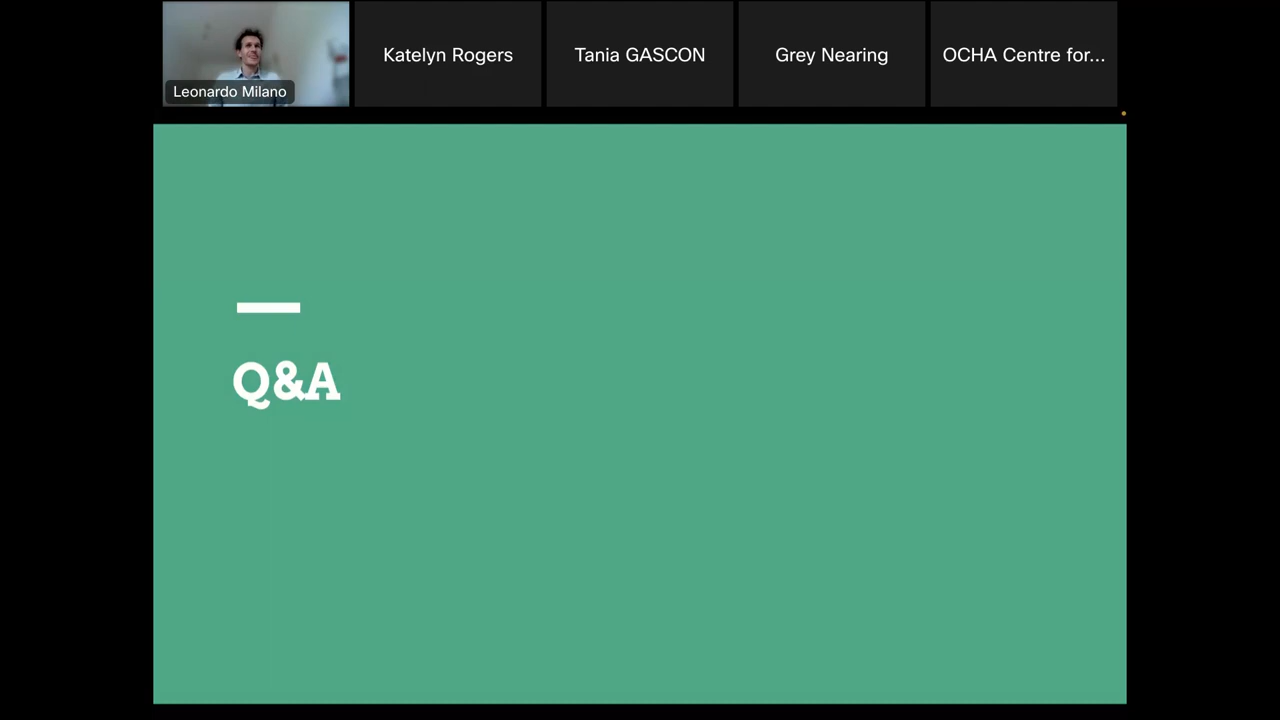 Leonardo Milano
Katelyn Rogers
Tania GASCON
Grey Nearing
OCHA Centre for...
Q&A